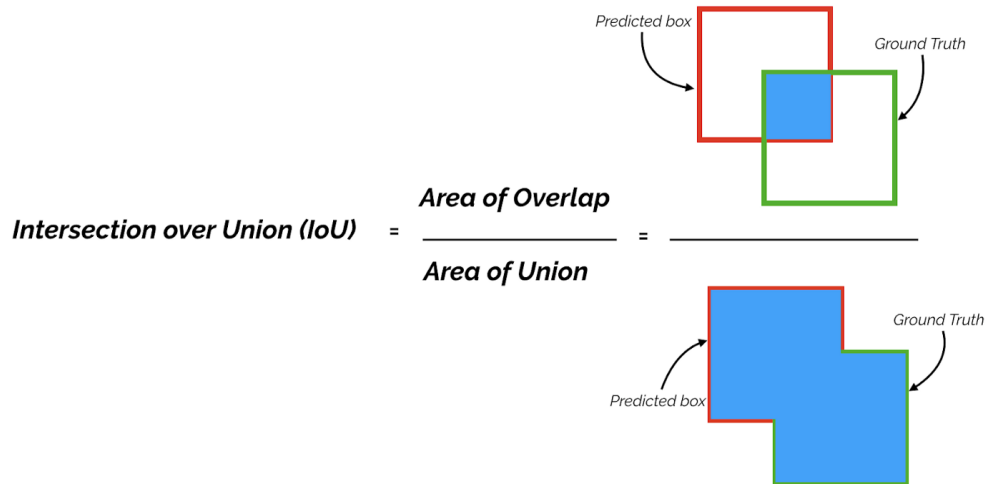 Predicted box
Ground Truth
Intersection over Union (IoU)
=
Area of Overlap
Area of Union
=
Ground Truth
Predicted box